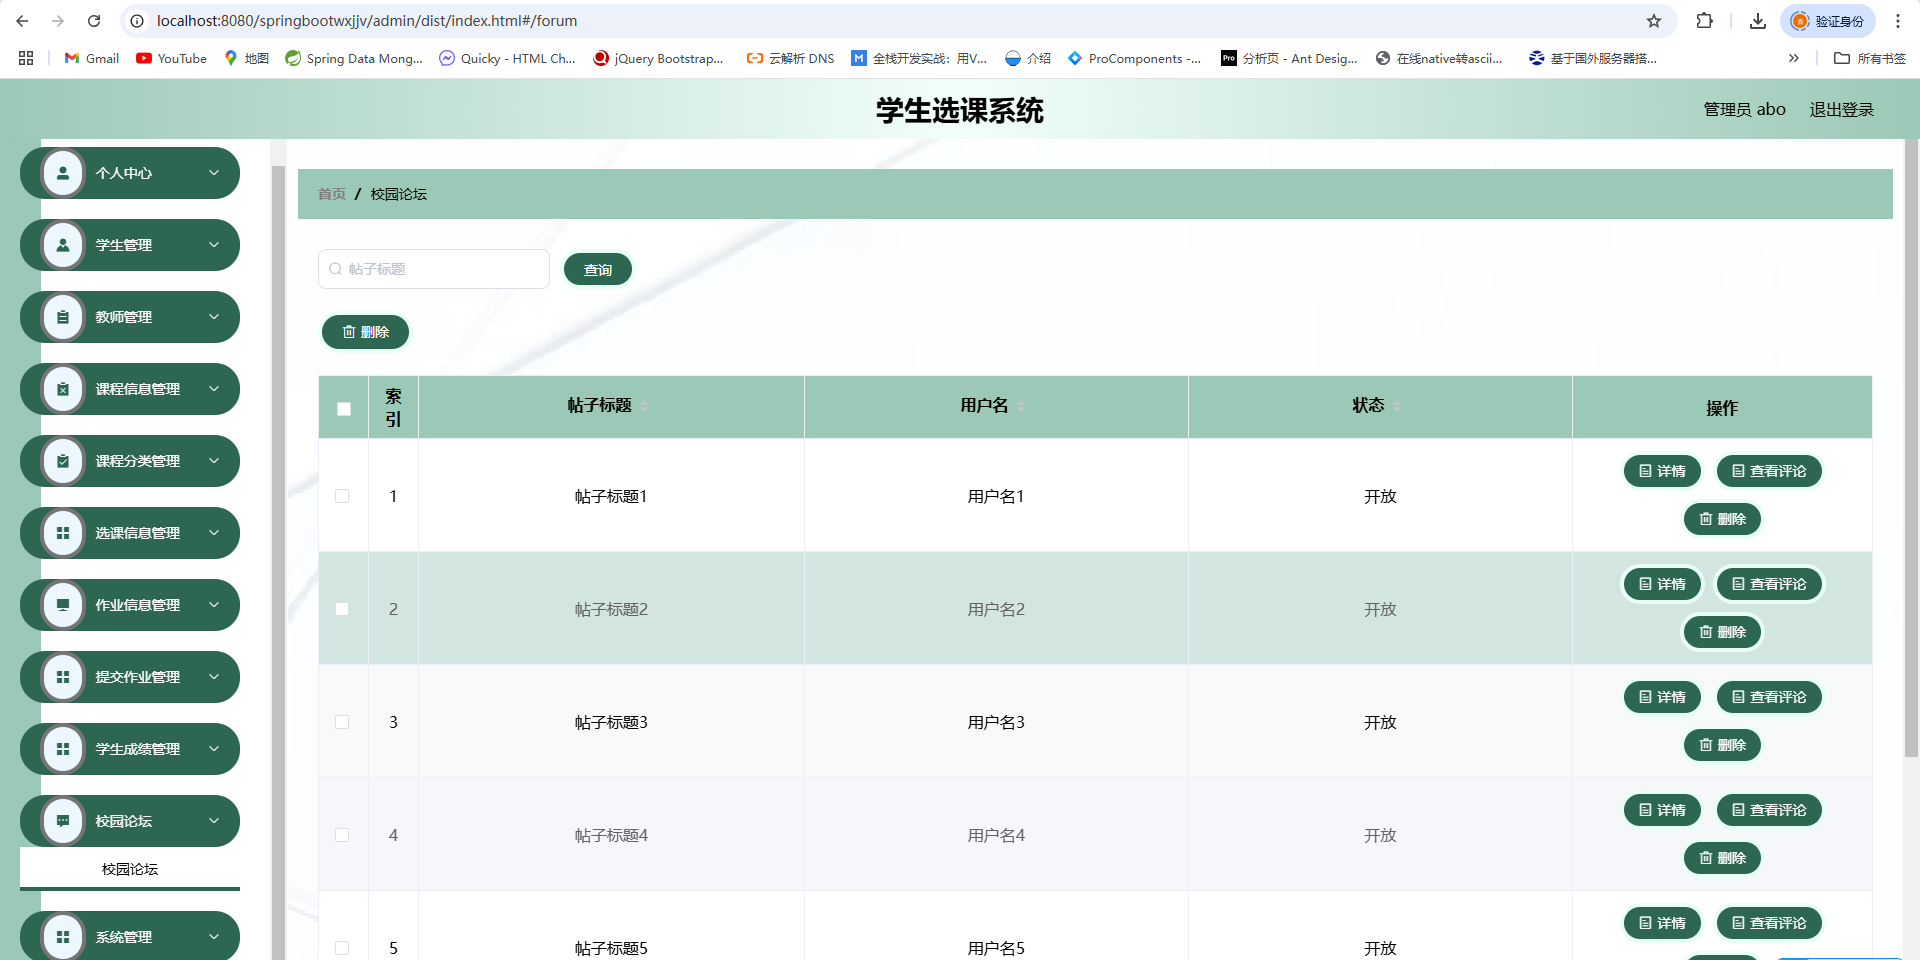 localhost:8080/springbootwxjjv/admin/dist/index.html#/forum
验证身份
Gmail
YouTube
地图
Spring Data Mong...
Quicky - HTML Ch...
jQuery Bootstrap...
云解析 DNS
全栈开发实战：用V...
介绍
ProComponents -...
Pro 分析页 - Ant Desig...
在线native转ascii...
基于国外服务器搭...
所有书签
学生选课系统
管理员 abo
退出登录
个人中心
学生管理
教师管理
课程信息管理
课程分类管理
选课信息管理
作业信息管理
提交作业管理
学生成绩管理
校园论坛
校园论坛
系统管理
首页 / 校园论坛
帖子标题
查询
删除
索引 帖子标题 用户名 状态 操作
1 帖子标题1 用户名1 开放 详情 查看评论
删除
2 帖子标题2 用户名2 开放 详情 查看评论
删除
3 帖子标题3 用户名3 开放 详情 查看评论
删除
4 帖子标题4 用户名4 开放 详情 查看评论
删除
5 帖子标题5 用户名5 开放 详情 查看评论